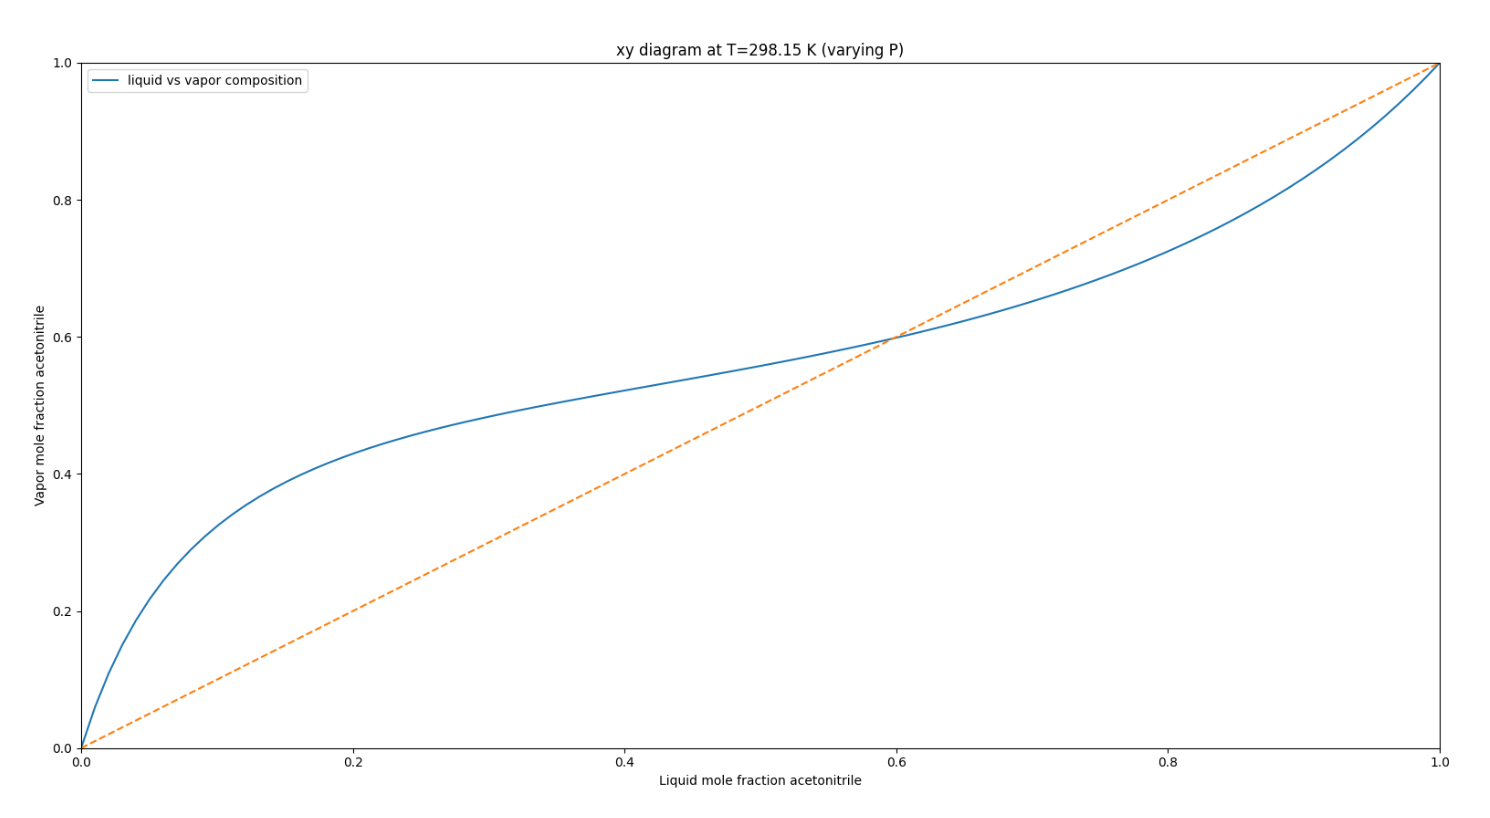 xy diagram at T=298.15 K (varying P)
liquid vs vapor composition
1.0
0.8
0.6
0.4
0.2
0.0
Vapor mole fraction acetonitrile
0.0 0.2 0.4 0.6 0.8 1.0
Liquid mole fraction acetonitrile